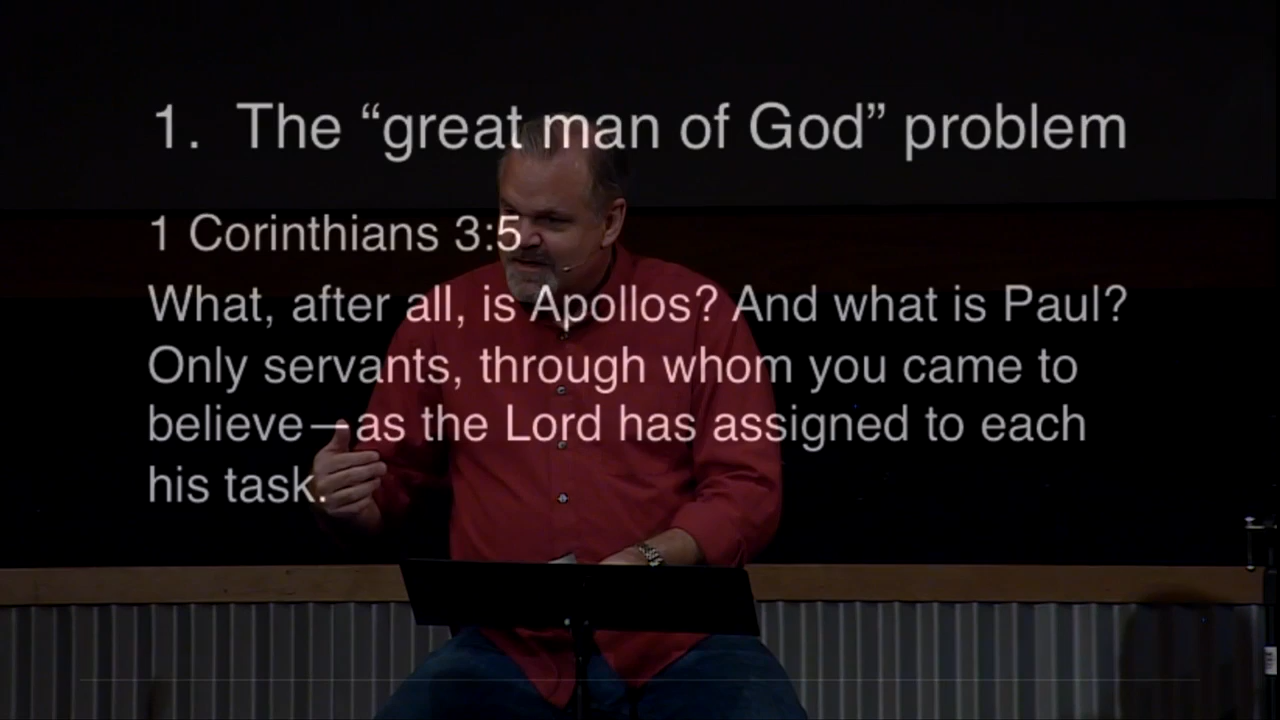 1. The “great man of God” problem
1 Corinthians 3:5
What, after all, is Apollos? And what is Paul?
Only servants, through whom you came to
believe—as the Lord has assigned to each
his task.